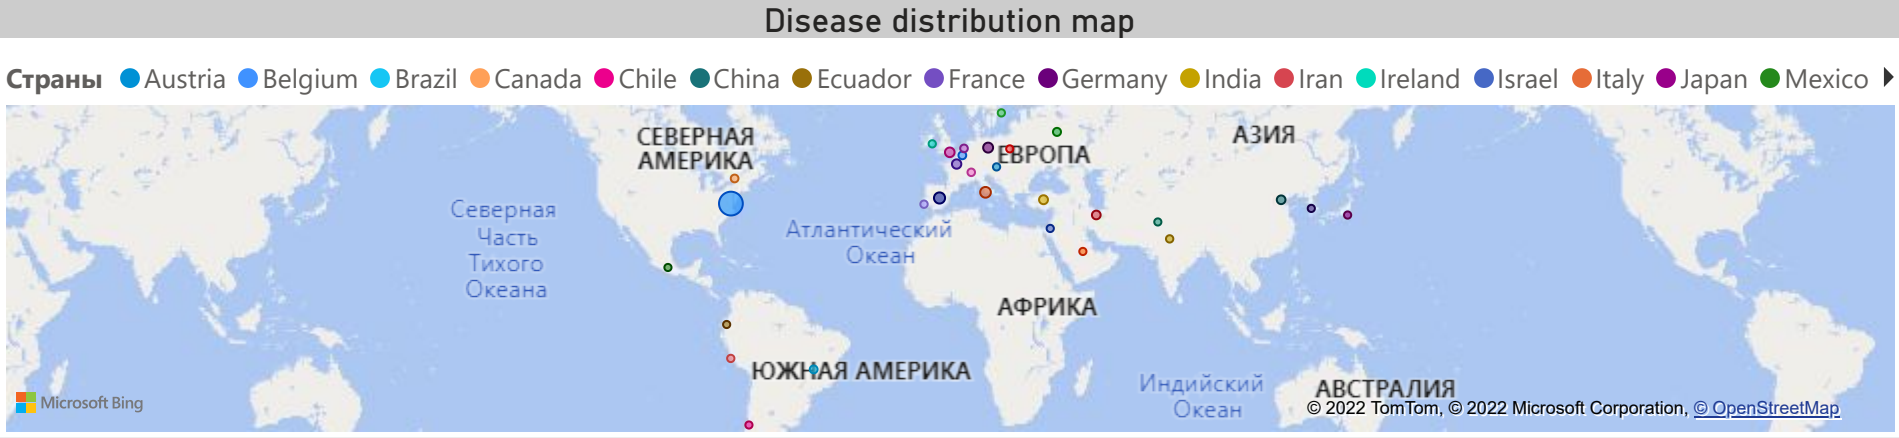 Disease distribution map
Страны Austria Belgium Brazil Canada Chile China Ecuador France Germany India Iran Ireland Israel Italy Japan Mexico
СЕВЕРНАЯ
АМЕРИКА
АЗИЯ
ЕВРОПА
Северная
Часть
Тихого
Океана
Атлантический
Океан
АФРИКА
ЮЖНАЯ АМЕРИКА
Индийский
Океан
АВСТРАЛИЯ
Microsoft Bing
© 2022 TomTom, © 2022 Microsoft Corporation, © OpenStreetMap